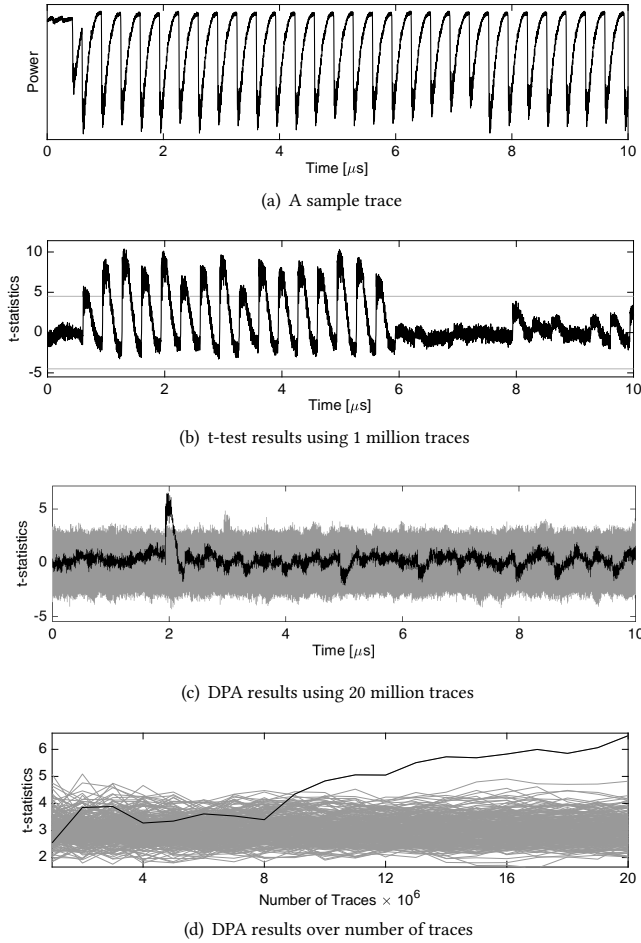 Power
0 2 4 6 8 10
Time [μs]
(a) A sample trace
t-statistics
10
5
0
-5
0 2 4 6 8 10
Time [μs]
(b) t-test results using 1 million traces
t-statistics
5
0
-5
0 2 4 6 8 10
Time [μs]
(c) DPA results using 20 million traces
t-statistics
6
5
4
3
2
4 8 12 16 20
Number of Traces × 10⁶
(d) DPA results over number of traces